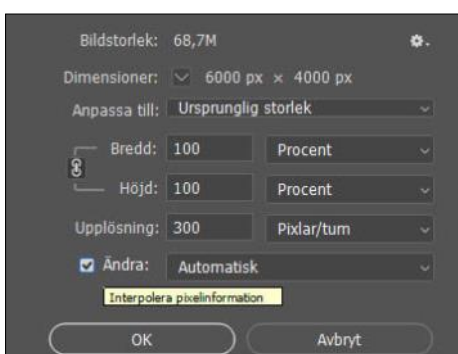 Bildstorlek: 68,7M
Dimensioner: 6000 px × 4000 px
Anpassa till: Ursprunglig storlek
Bredd: 100 Procent
Höjd: 100 Procent
Upplösning: 300 Pixlar/tum
Ändra: Automatisk
Interpolera pixelinformation
OK Avbryt